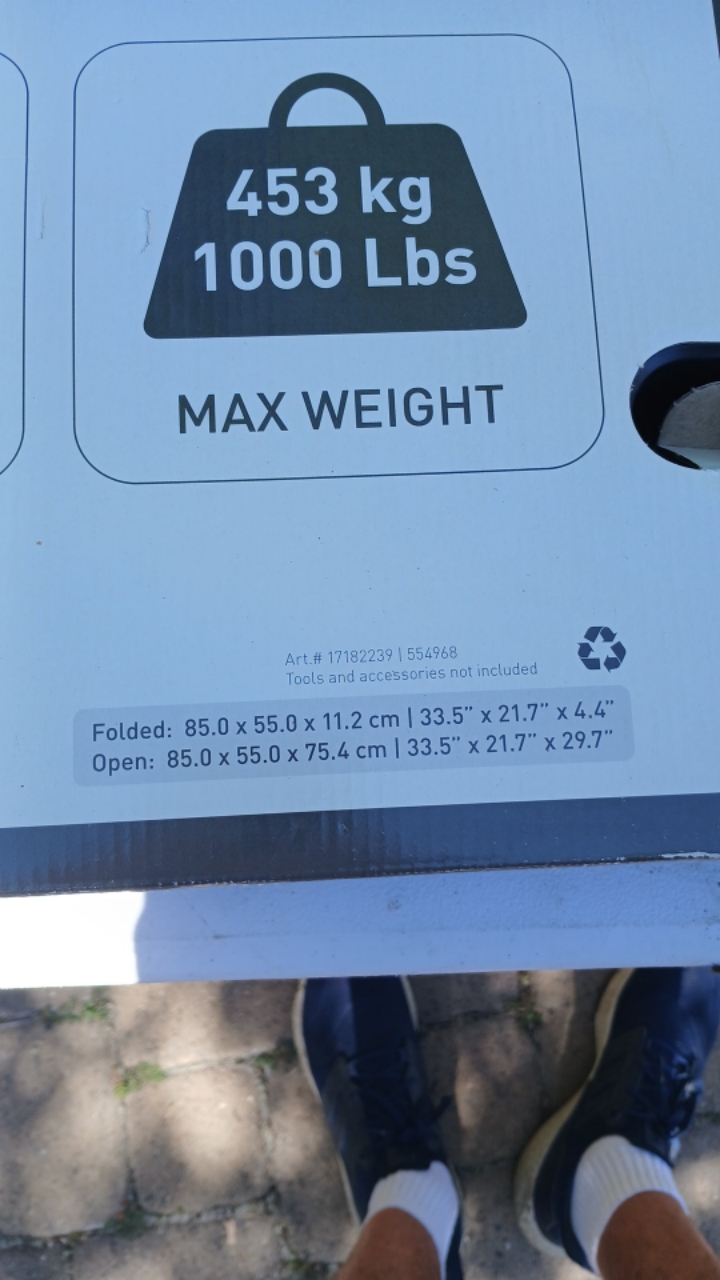 453 kg
1000 Lbs
MAX WEIGHT
Art.# 17182239 | 554968
Tools and accessories not included
Folded: 85.0 x 55.0 x 11.2 cm | 33.5” x 21.7” x 4.4”
Open: 85.0 x 55.0 x 75.4 cm | 33.5” x 21.7” x 29.7”